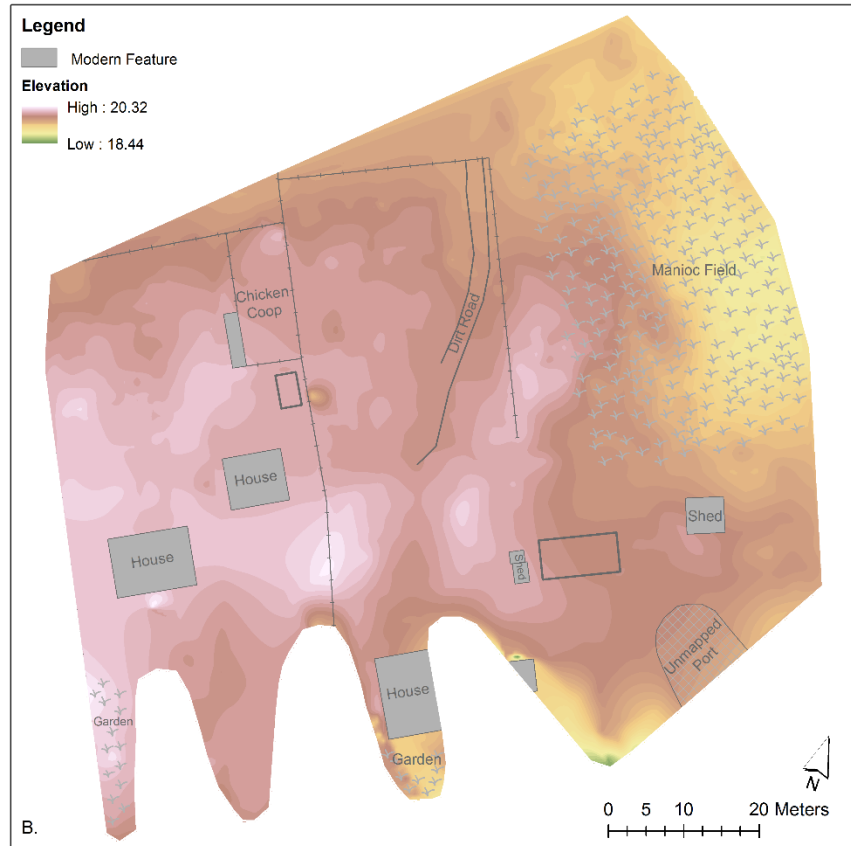 Legend
Modern Feature
Elevation
High : 20.32
Low : 18.44
Manioc Field
Chicken
Coop
Dirt Road
House
Shed
House
Shed
Unmapped
Port
House
Garden
Garden
N
0 5 10 20 Meters
B.